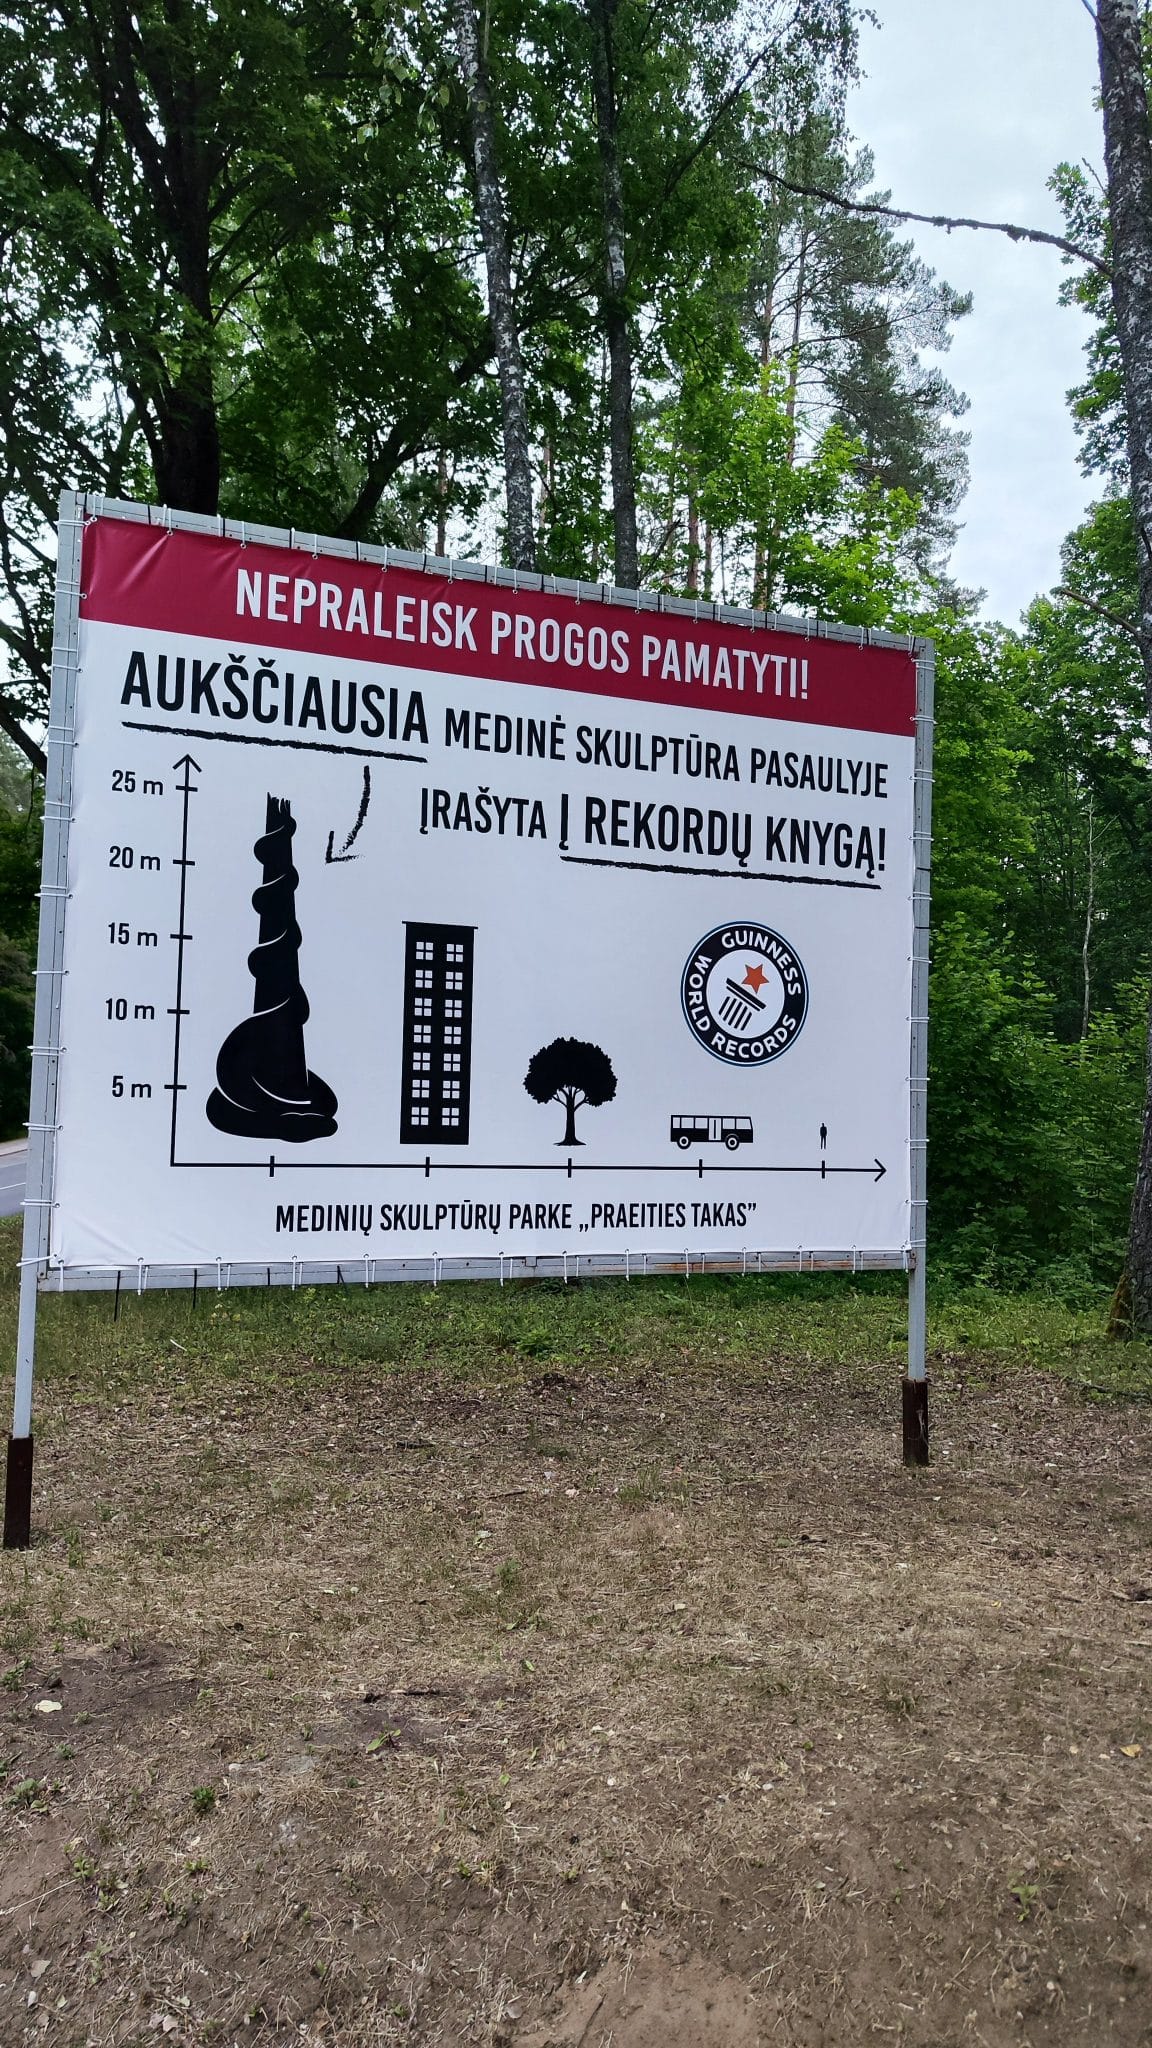 NEPRALEISK PROGOS PAMATYTI!
AUKŠČIAUSIA MEDINĖ SKULPTŪRA PASAULYJE
ĮRAŠYTA Į REKORDŲ KNYGĄ!
25 m
20 m
15 m
10 m
5 m
GUINNESS
WORLD RECORDS
MEDINIŲ SKULPTŪRŲ PARKE „PRAEITIES TAKAS”